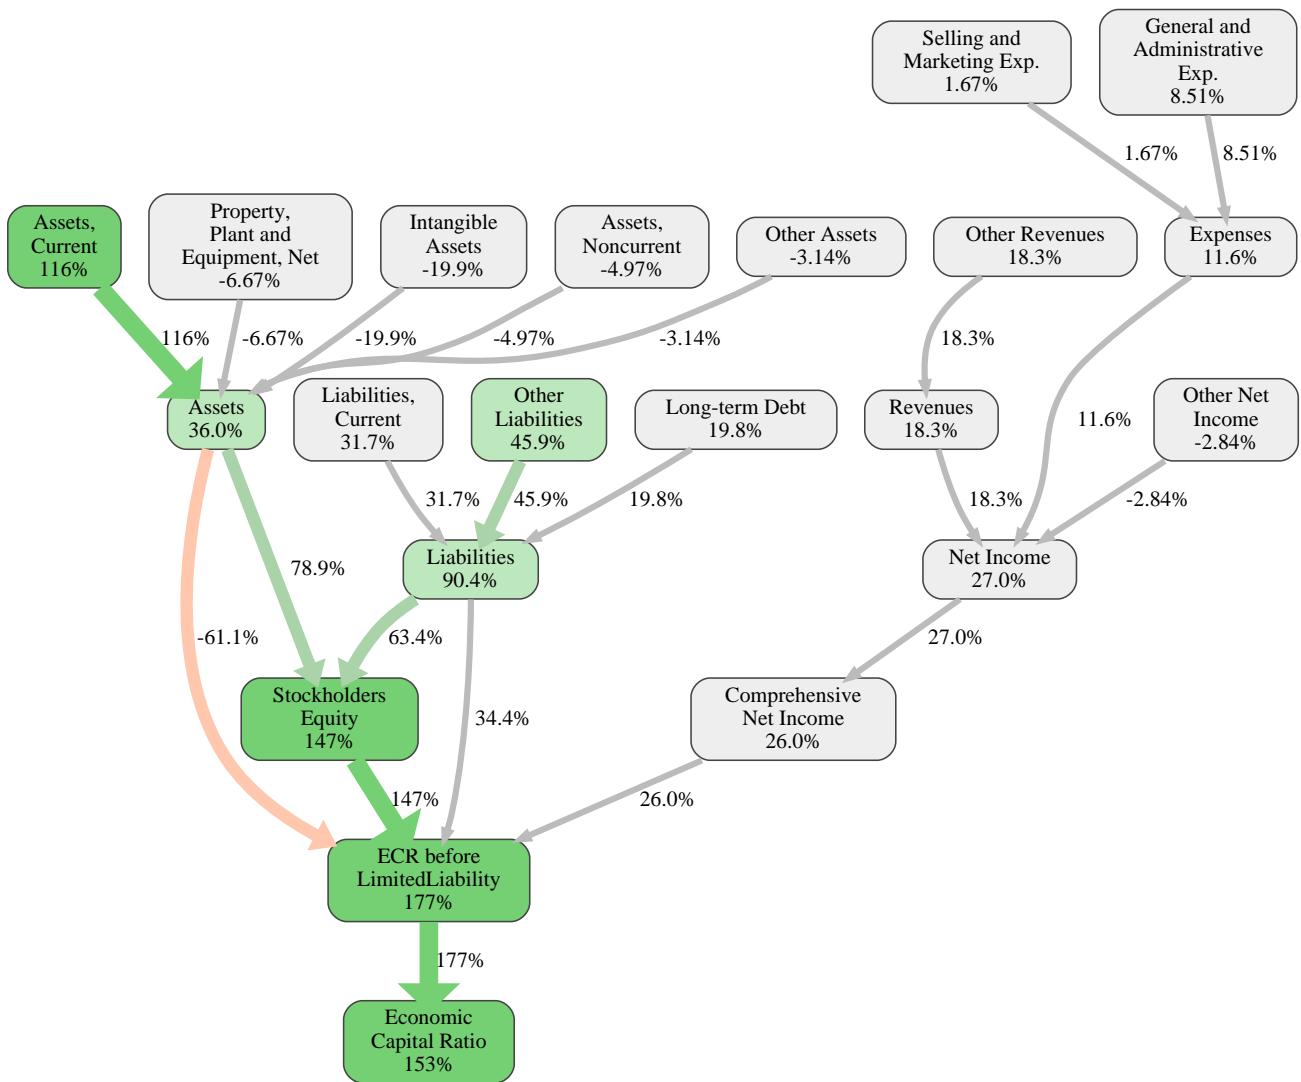 Selling and
Marketing Exp.
1.67%
General and
Administrative
Exp.
8.51%
1.67%
8.51%
Assets,
Current
116%
Property,
Plant and
Equipment, Net
-6.67%
Intangible
Assets
-19.9%
Assets,
Noncurrent
-4.97%
Other Assets
-3.14%
Other Revenues
18.3%
Expenses
11.6%
116%
-6.67%
-19.9%
-4.97%
-3.14%
18.3%
Assets
36.0%
Liabilities,
Current
31.7%
Other
Liabilities
45.9%
Long-term Debt
19.8%
Revenues
18.3%
11.6%
Other Net
Income
-2.84%
31.7%
45.9%
19.8%
18.3%
-2.84%
78.9%
Liabilities
90.4%
Net Income
27.0%
-61.1%
63.4%
27.0%
Stockholders
Equity
147%
34.4%
Comprehensive
Net Income
26.0%
147%
26.0%
ECR before
LimitedLiability
177%
177%
Economic
Capital Ratio
153%